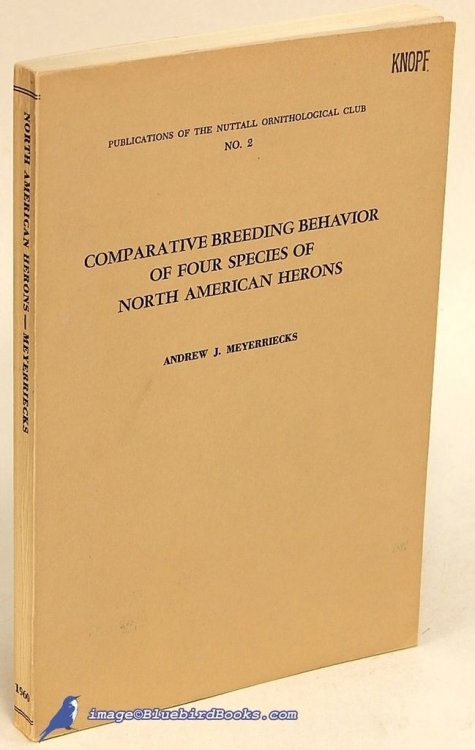 KNOPF
PUBLICATIONS OF THE NUTTALL ORNITHOLOGICAL CLUB
NO. 2
COMPARATIVE BREEDING BEHAVIOR
OF FOUR SPECIES OF
NORTH AMERICAN HERONS
ANDREW J. MEYERRIECKS
NORTH AMERICAN HERONS — MEYERRIECKS
1960
image©BluebirdBooks.com